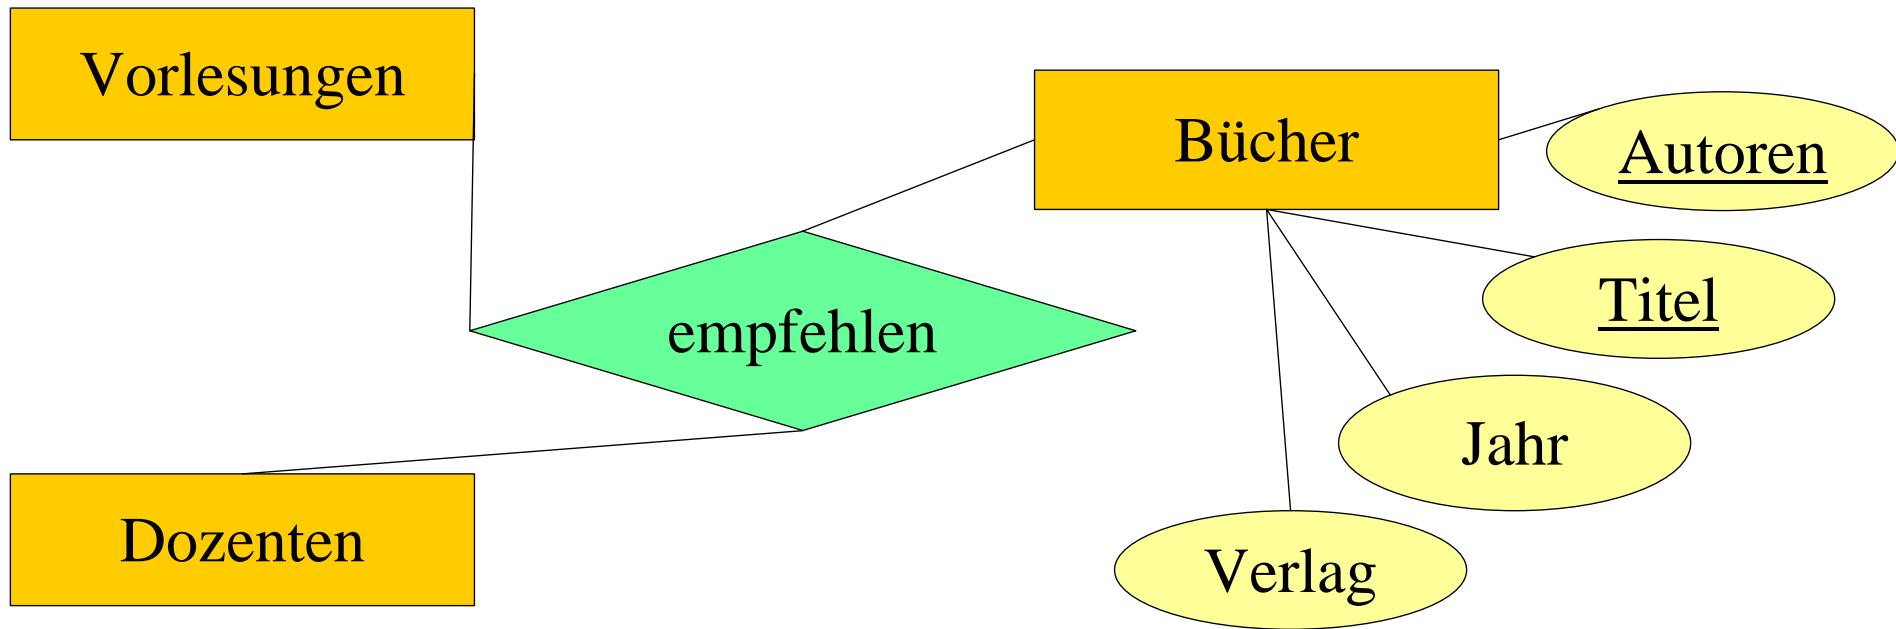 Vorlesungen
Bücher
Autoren
Titel
empfehlen
Jahr
Dozenten
Verlag